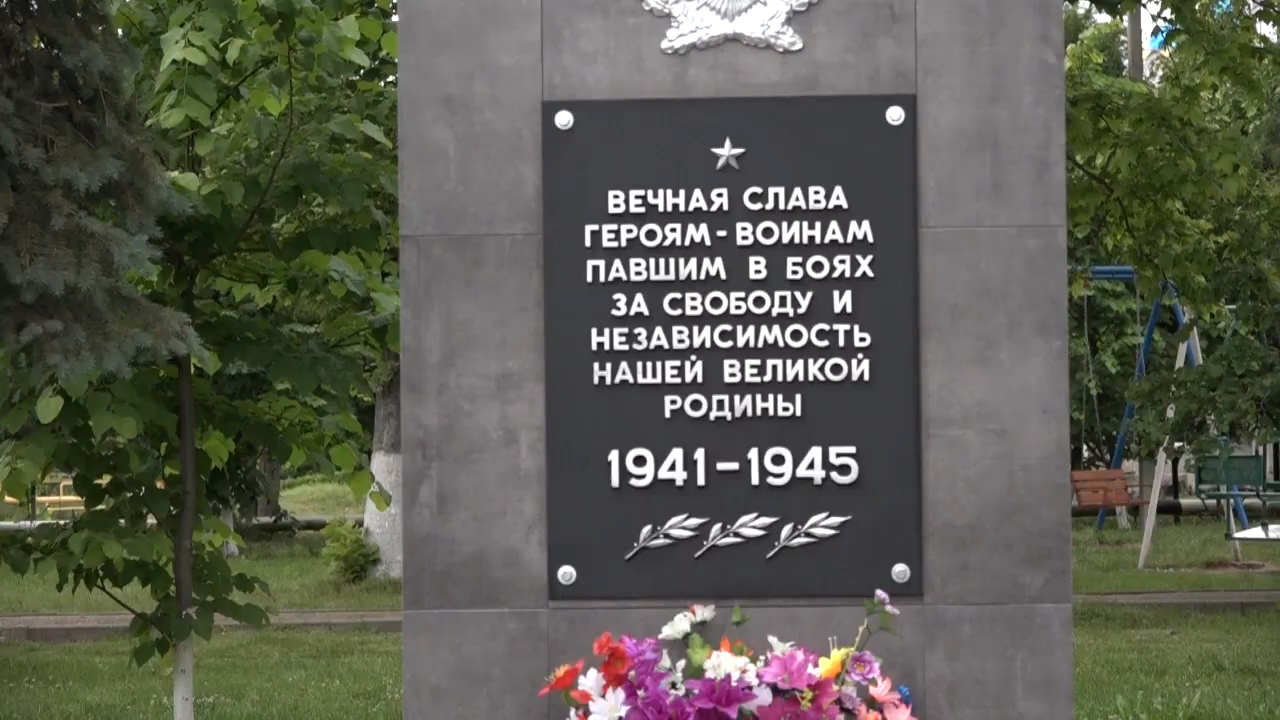 ВЕЧНАЯ СЛАВА
ГЕРОЯМ-ВОИНАМ
ПАВШИМ В БОЯХ
ЗА СВОБОДУ И
НЕЗАВИСИМОСТЬ
НАШЕЙ ВЕЛИКОЙ
РОДИНЫ
1941-1945